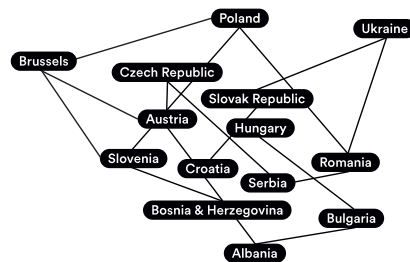 Poland
Ukraine
Brussels
Czech Republic
Slovak Republic
Austria
Hungary
Slovenia
Croatia
Romania
Serbia
Bosnia & Herzegovina
Bulgaria
Albania